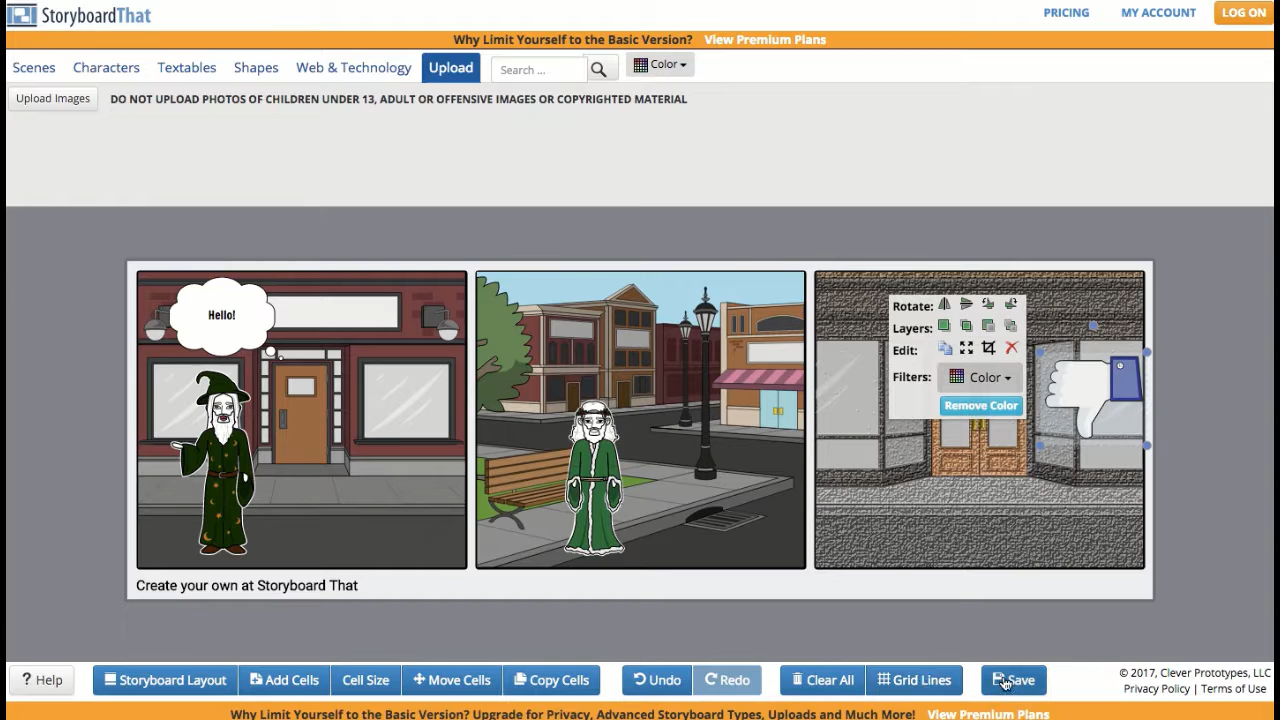 StoryboardThat
PRICING MY ACCOUNT LOG ON
Why Limit Yourself to the Basic Version? View Premium Plans
Scenes Characters Textables Shapes Web & Technology Upload Search ... Color
Upload Images DO NOT UPLOAD PHOTOS OF CHILDREN UNDER 13, ADULT OR OFFENSIVE IMAGES OR COPYRIGHTED MATERIAL
Hello!
Rotate:
Layers:
Edit:
Filters: Color
Remove Color
Create your own at Storyboard That
? Help Storyboard Layout Add Cells Cell Size Move Cells Copy Cells Undo Redo Clear All Grid Lines Save
© 2017, Clever Prototypes, LLC
Privacy Policy | Terms of Use
Why Limit Yourself to the Basic Version? Upgrade for Privacy, Advanced Storyboard Types, Uploads and Much More! View Premium Plans